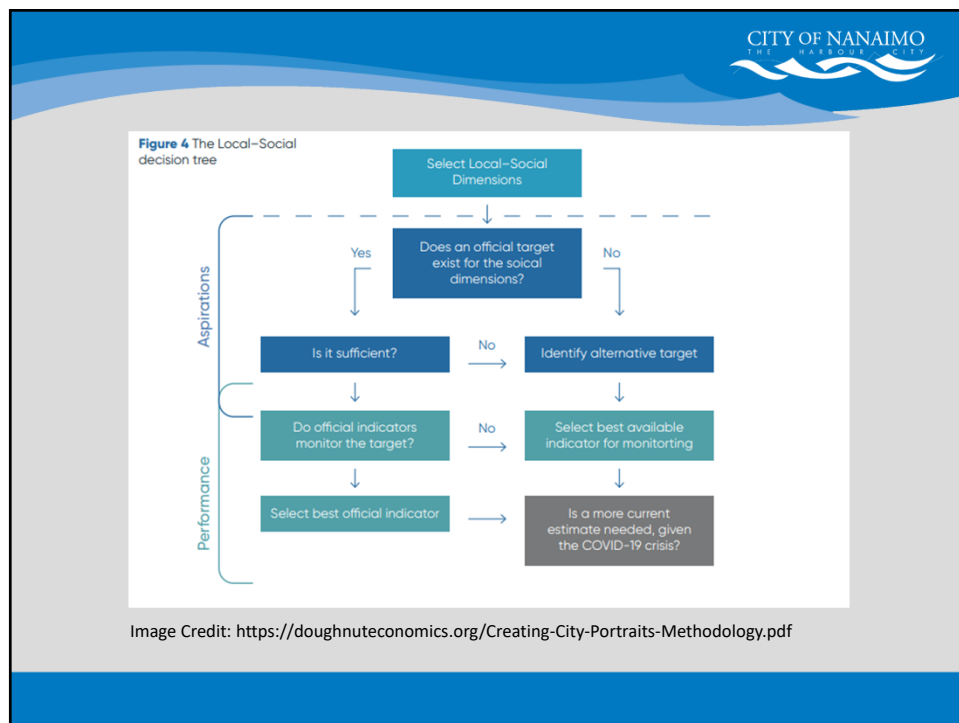 CITY OF NANAIMO
THE HARBOUR CITY
Figure 4 The Local–Social
decision tree
Select Local–Social
Dimensions
Does an official target
exist for the soical
dimensions?
Yes
No
Aspirations
Is it sufficient?
No
Identify alternative target
Do official indicators
monitor the target?
No
Select best available
indicator for monitorting
Performance
Select best official indicator
Is a more current
estimate needed, given
the COVID-19 crisis?
Image Credit: https://doughnuteconomics.org/Creating-City-Portraits-Methodology.pdf